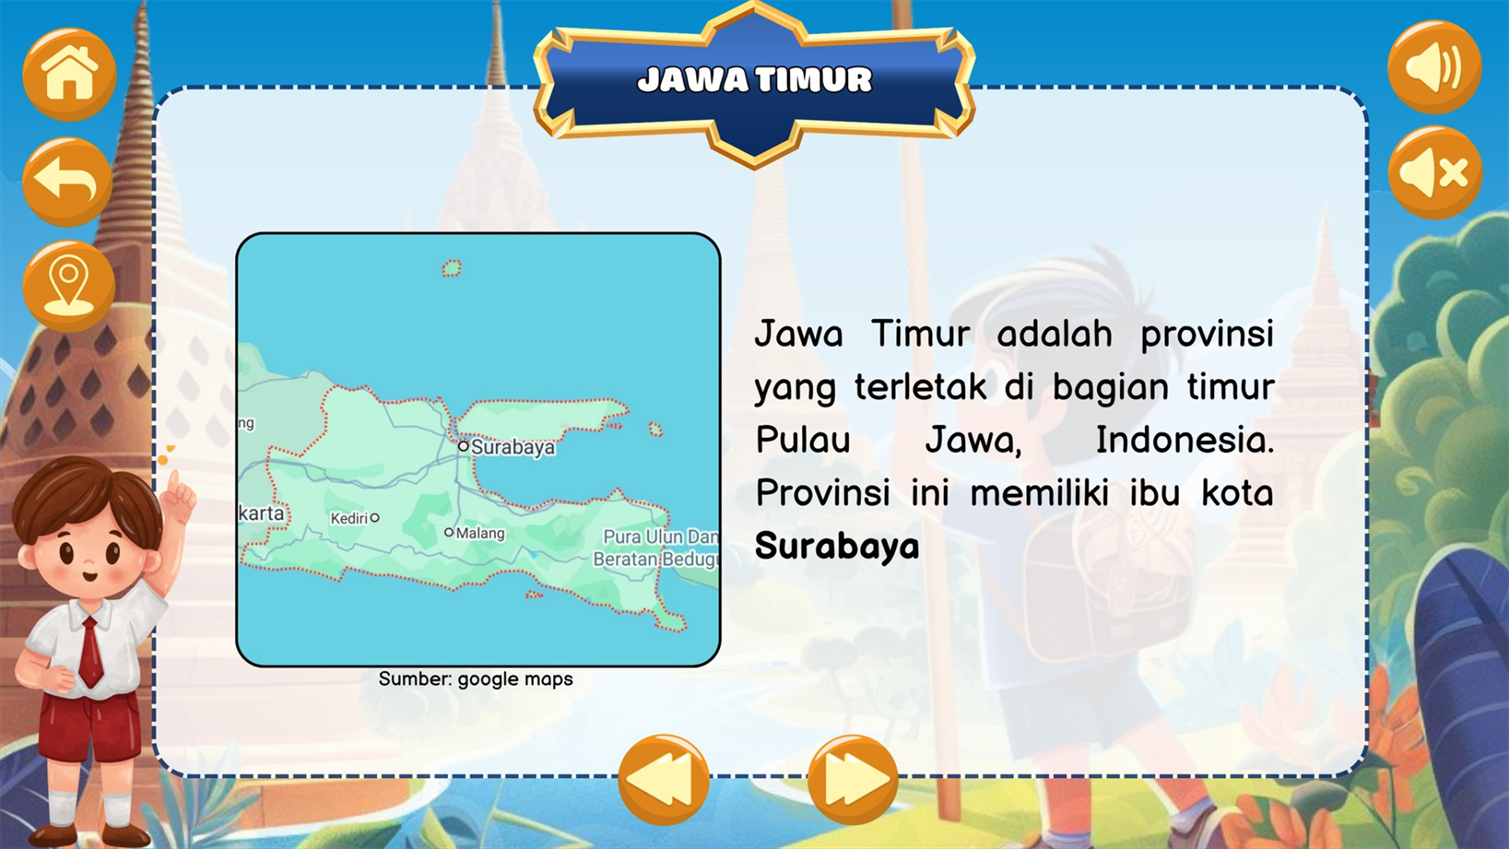 JAWA TIMUR
ng
Surabaya
karta
Kediri
Malang
Pura Ulun Dan
Beratan Bedugu
Sumber: google maps
Jawa Timur adalah provinsi
yang terletak di bagian timur
Pulau Jawa, Indonesia.
Provinsi ini memiliki ibu kota
Surabaya